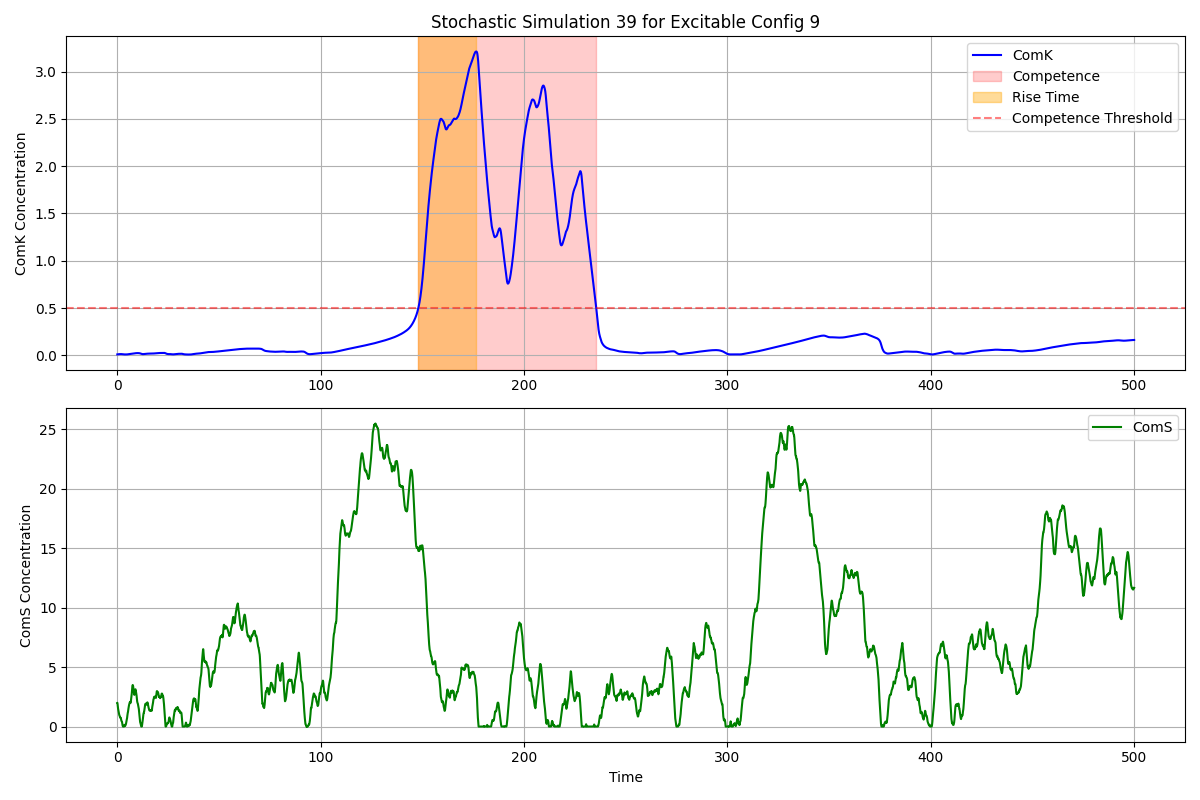 Stochastic Simulation 39 for Excitable Config 9
ComK Concentration
3.0
2.5
2.0
1.5
1.0
0.5
0.0
ComK
Competence
Rise Time
Competence Threshold
0 100 200 300 400 500
ComS Concentration
25
20
15
10
5
0
ComS
0 100 200 300 400 500
Time